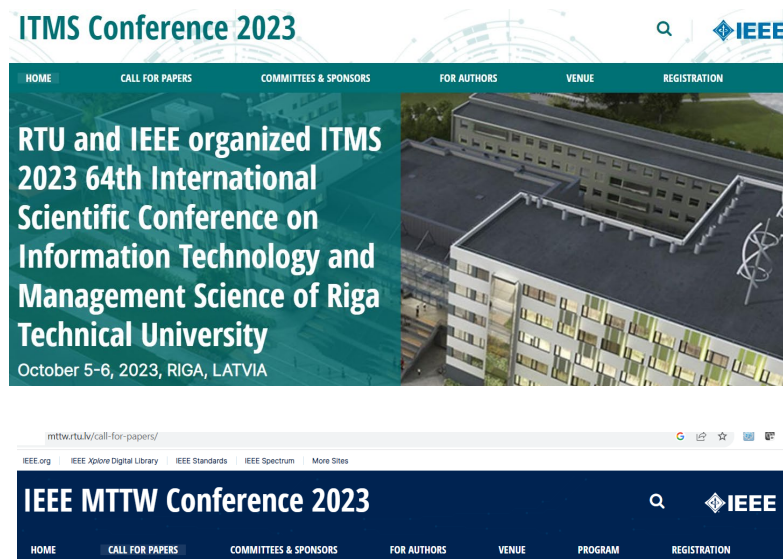 ITMS Conference 2023
IEEE
HOME CALL FOR PAPERS COMMITTEES & SPONSORS FOR AUTHORS VENUE REGISTRATION
RTU and IEEE organized ITMS
2023 64th International
Scientific Conference on
Information Technology and
Management Science of Riga
Technical University
October 5-6, 2023, RIGA, LATVIA
mttw.rtu.lv/call-for-papers/
IEEE.org IEEE Xplore Digital Library IEEE Standards IEEE Spectrum More Sites
IEEE MTTW Conference 2023
IEEE
HOME CALL FOR PAPERS COMMITTEES & SPONSORS FOR AUTHORS VENUE PROGRAM REGISTRATION